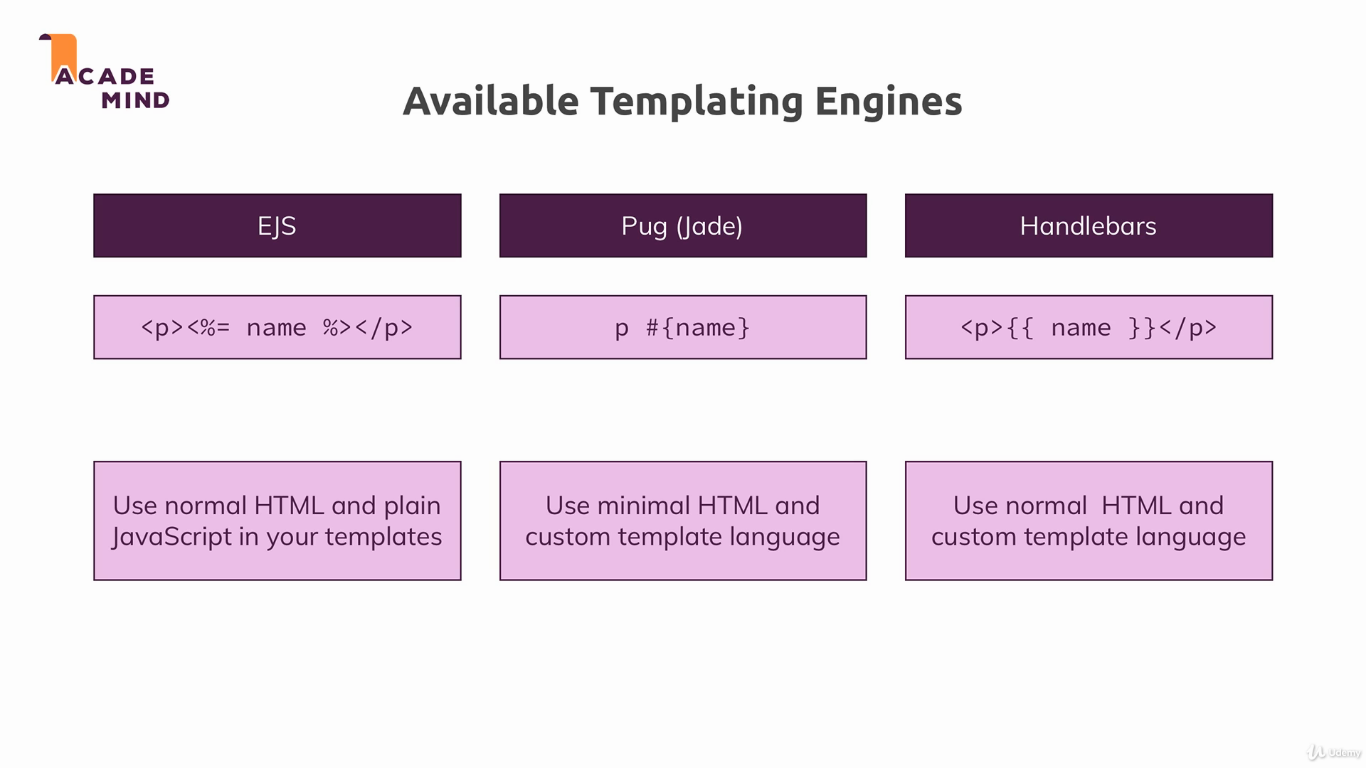 ACADE
MIND
Available Templating Engines
EJS
Pug (Jade)
Handlebars
<p><%= name %></p>
p #{name}
<p>{{ name }}</p>
Use normal HTML and plain
JavaScript in your templates
Use minimal HTML and
custom template language
Use normal  HTML and
custom template language
Udemy